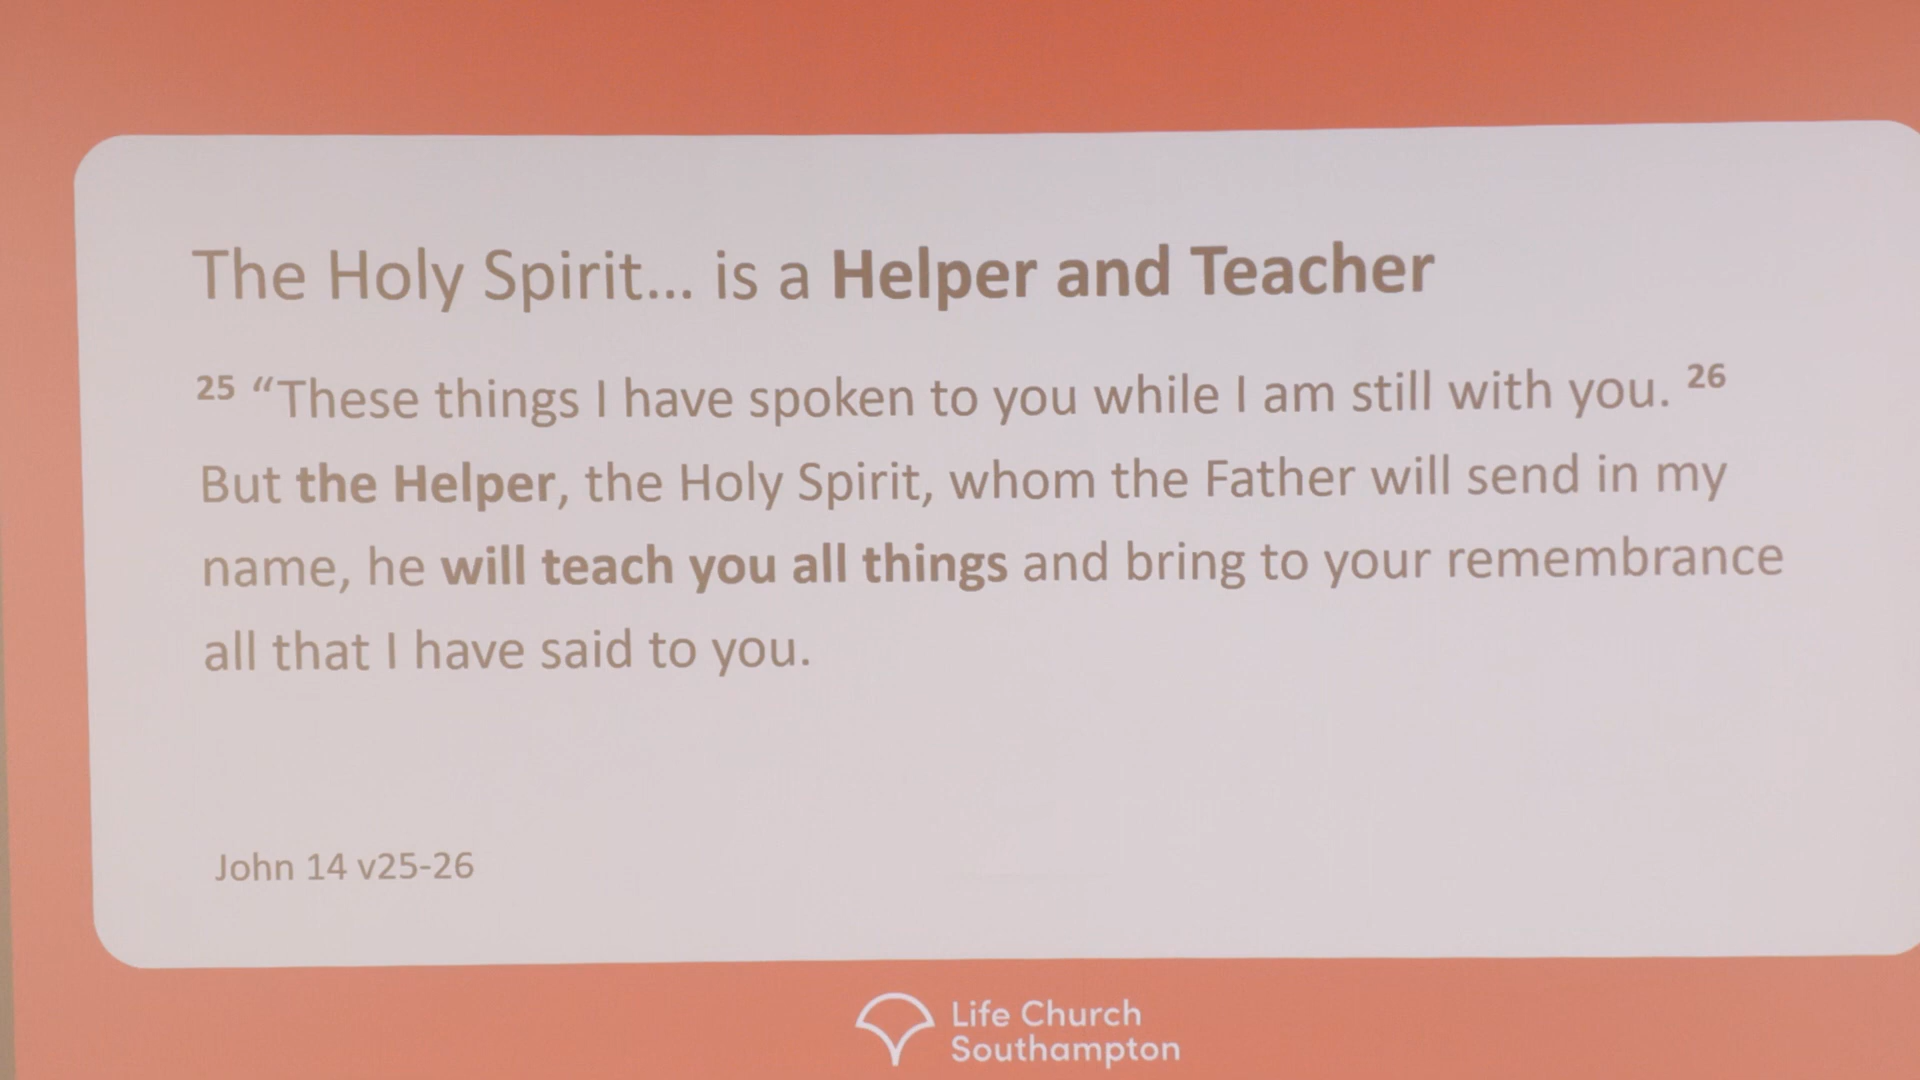 The Holy Spirit... is a Helper and Teacher
25 “These things I have spoken to you while I am still with you. 26
But the Helper, the Holy Spirit, whom the Father will send in my
name, he will teach you all things and bring to your remembrance
all that I have said to you.
John 14 v25-26
Life Church
Southampton